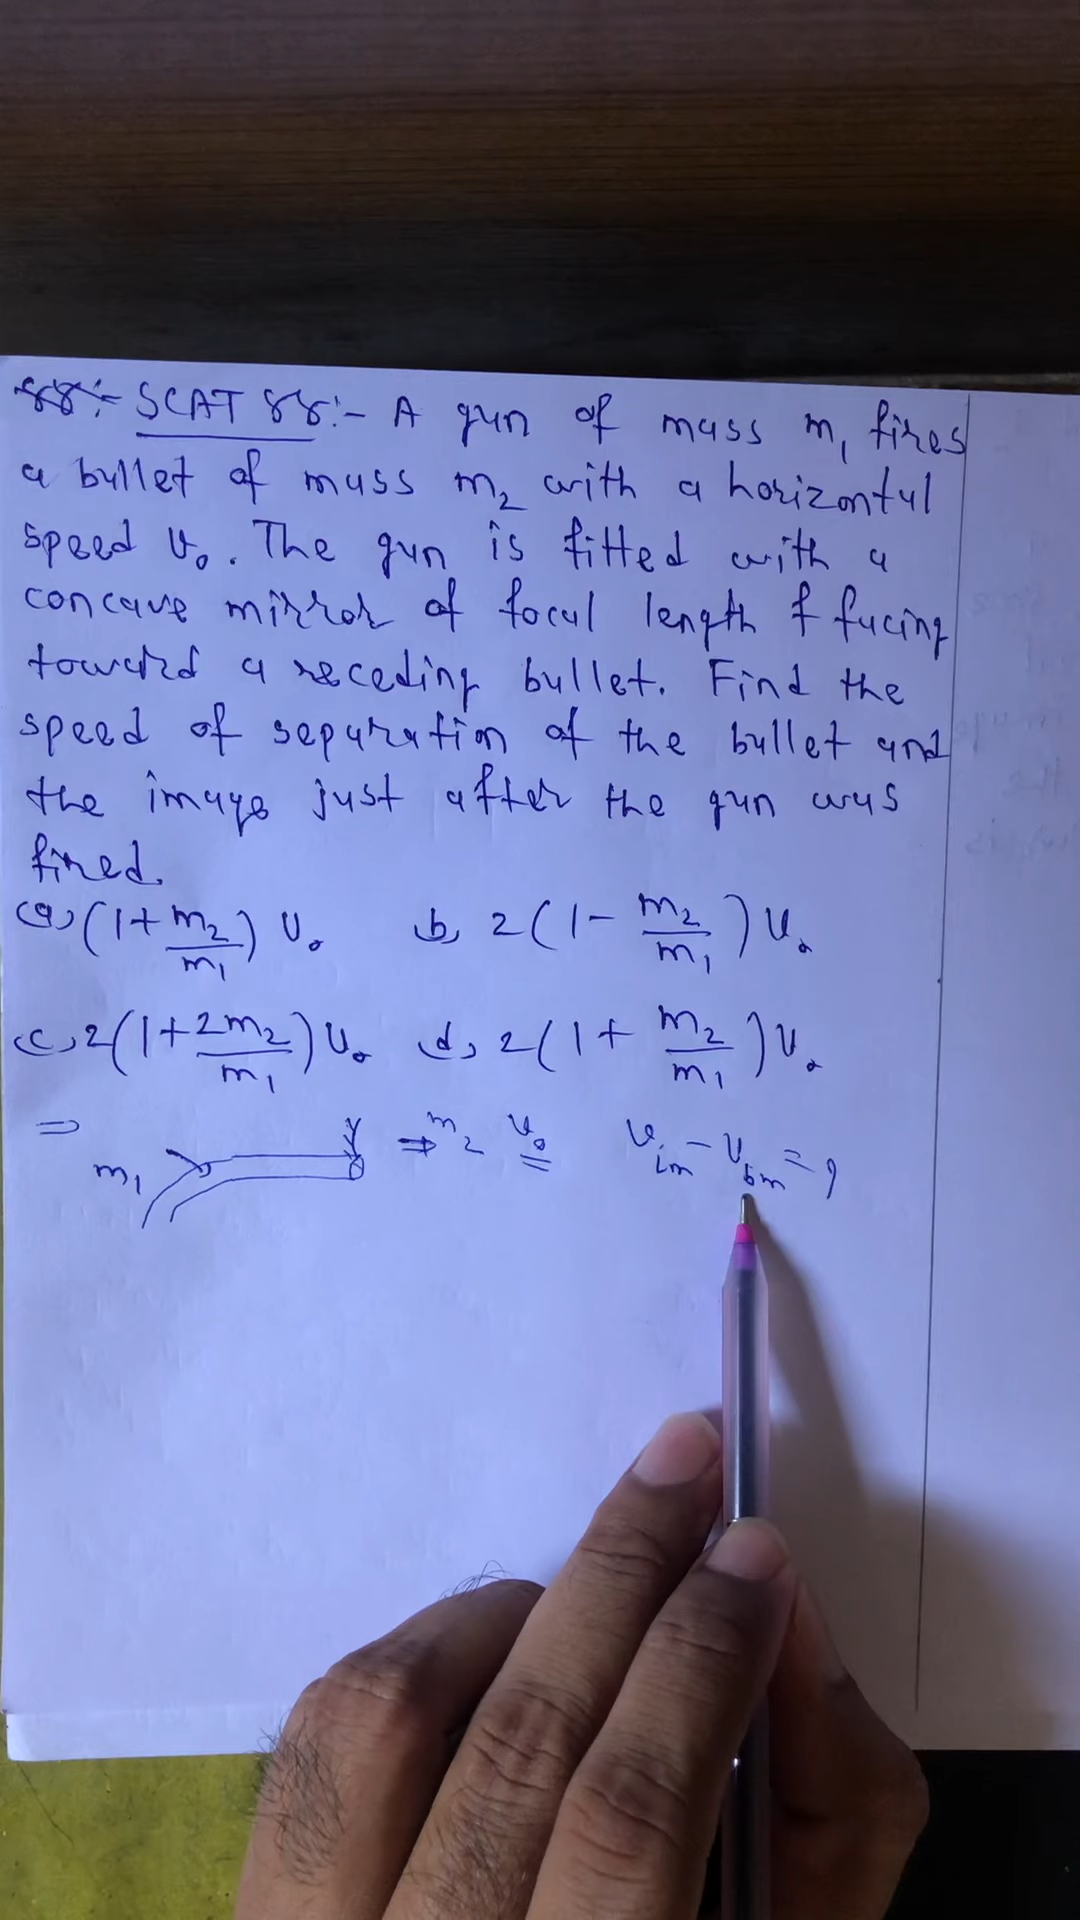 SCAT 88:- A gun of mass m₁ fires
a bullet of mass m₂ with a horizontal
speed v₀. The gun is fitted with a
concave mirror of focal length f facing
toward a receding bullet. Find the
speed of separation of the bullet and
the image just after the gun was
fired.
(a) (1+m₂/m₁) v₀ b, 2(1-m₂/m₁) v₀
(c, 2(1+2m₂/m₁) v₀ (d, 2(1+m₂/m₁) v₀
⇒ m₁ ⇒ m₂ v₀ v_im - v_bm = ?